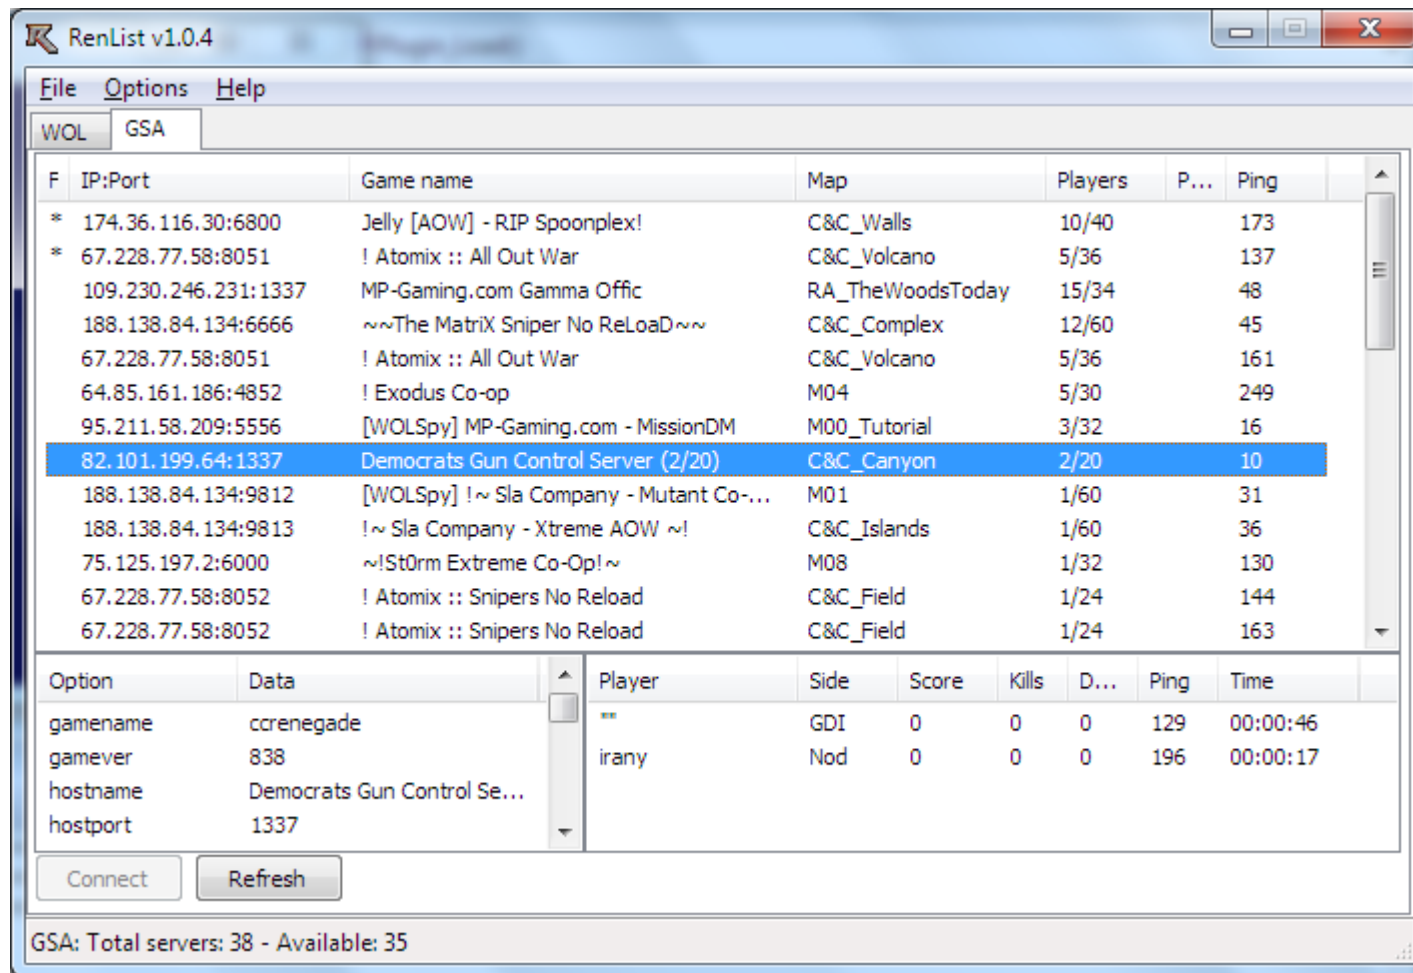 RenList v1.0.4
File Options Help
WOL GSA
F IP:Port Game name Map Players P... Ping
* 174.36.116.30:6800 Jelly [AOW] - RIP Spoonplex! C&C_Walls 10/40 173
* 67.228.77.58:8051 ! Atomix :: All Out War C&C_Volcano 5/36 137
109.230.246.231:1337 MP-Gaming.com Gamma Offic RA_TheWoodsToday 15/34 48
188.138.84.134:6666 ~~The MatriX Sniper No ReLoaD~~ C&C_Complex 12/60 45
67.228.77.58:8051 ! Atomix :: All Out War C&C_Volcano 5/36 161
64.85.161.186:4852 ! Exodus Co-op M04 5/30 249
95.211.58.209:5556 [WOLSpy] MP-Gaming.com - MissionDM M00_Tutorial 3/32 16
82.101.199.64:1337 Democrats Gun Control Server (2/20) C&C_Canyon 2/20 10
188.138.84.134:9812 [WOLSpy] !~ Sla Company - Mutant Co-... M01 1/60 31
188.138.84.134:9813 !~ Sla Company - Xtreme AOW ~! C&C_Islands 1/60 36
75.125.197.2:6000 ~!St0rm Extreme Co-Op!~ M08 1/32 130
67.228.77.58:8052 ! Atomix :: Snipers No Reload C&C_Field 1/24 144
67.228.77.58:8052 ! Atomix :: Snipers No Reload C&C_Field 1/24 163
Option Data
gamename ccrenegade
gamever 838
hostname Democrats Gun Control Se...
hostport 1337
Player Side Score Kills D... Ping Time
"" GDI 0 0 0 129 00:00:46
irany Nod 0 0 0 196 00:00:17
Connect Refresh
GSA: Total servers: 38 - Available: 35